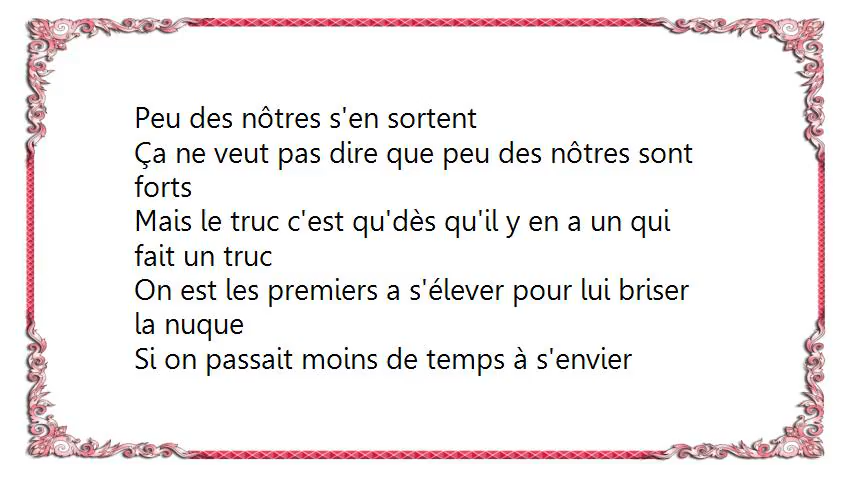 Peu des nôtres s'en sortent
Ça ne veut pas dire que peu des nôtres sont
forts
Mais le truc c'est qu'dès qu'il y en a un qui
fait un truc
On est les premiers a s'élever pour lui briser
la nuque
Si on passait moins de temps à s'envier